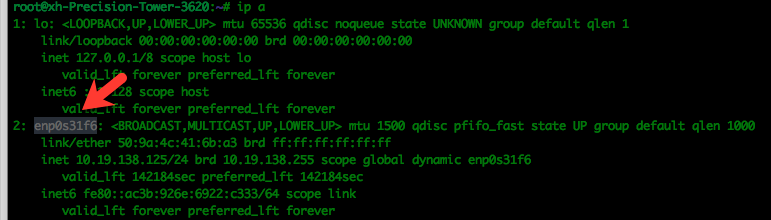 root@xh-Precision-Tower-3620:~# ip a
1: lo: <LOOPBACK,UP,LOWER_UP> mtu 65536 qdisc noqueue state UNKNOWN group default qlen 1
link/loopback 00:00:00:00:00:00 brd 00:00:00:00:00:00
inet 127.0.0.1/8 scope host lo
valid_lft forever preferred_lft forever
inet6 scope host
valid_lft forever preferred_lft forever
2: enp0s31f6: <BROADCAST,MULTICAST,UP,LOWER_UP> mtu 1500 qdisc pfifo_fast state UP group default qlen 1000
link/ether 50:9a:4c:41:6b:a3 brd ff:ff:ff:ff:ff:ff
inet 10.19.138.125/24 brd 10.19.138.255 scope global dynamic enp0s31f6
valid_lft 142184sec preferred_lft 142184sec
inet6 fe80::ac3b:926e:6922:c333/64 scope link
valid_lft forever preferred_lft forever